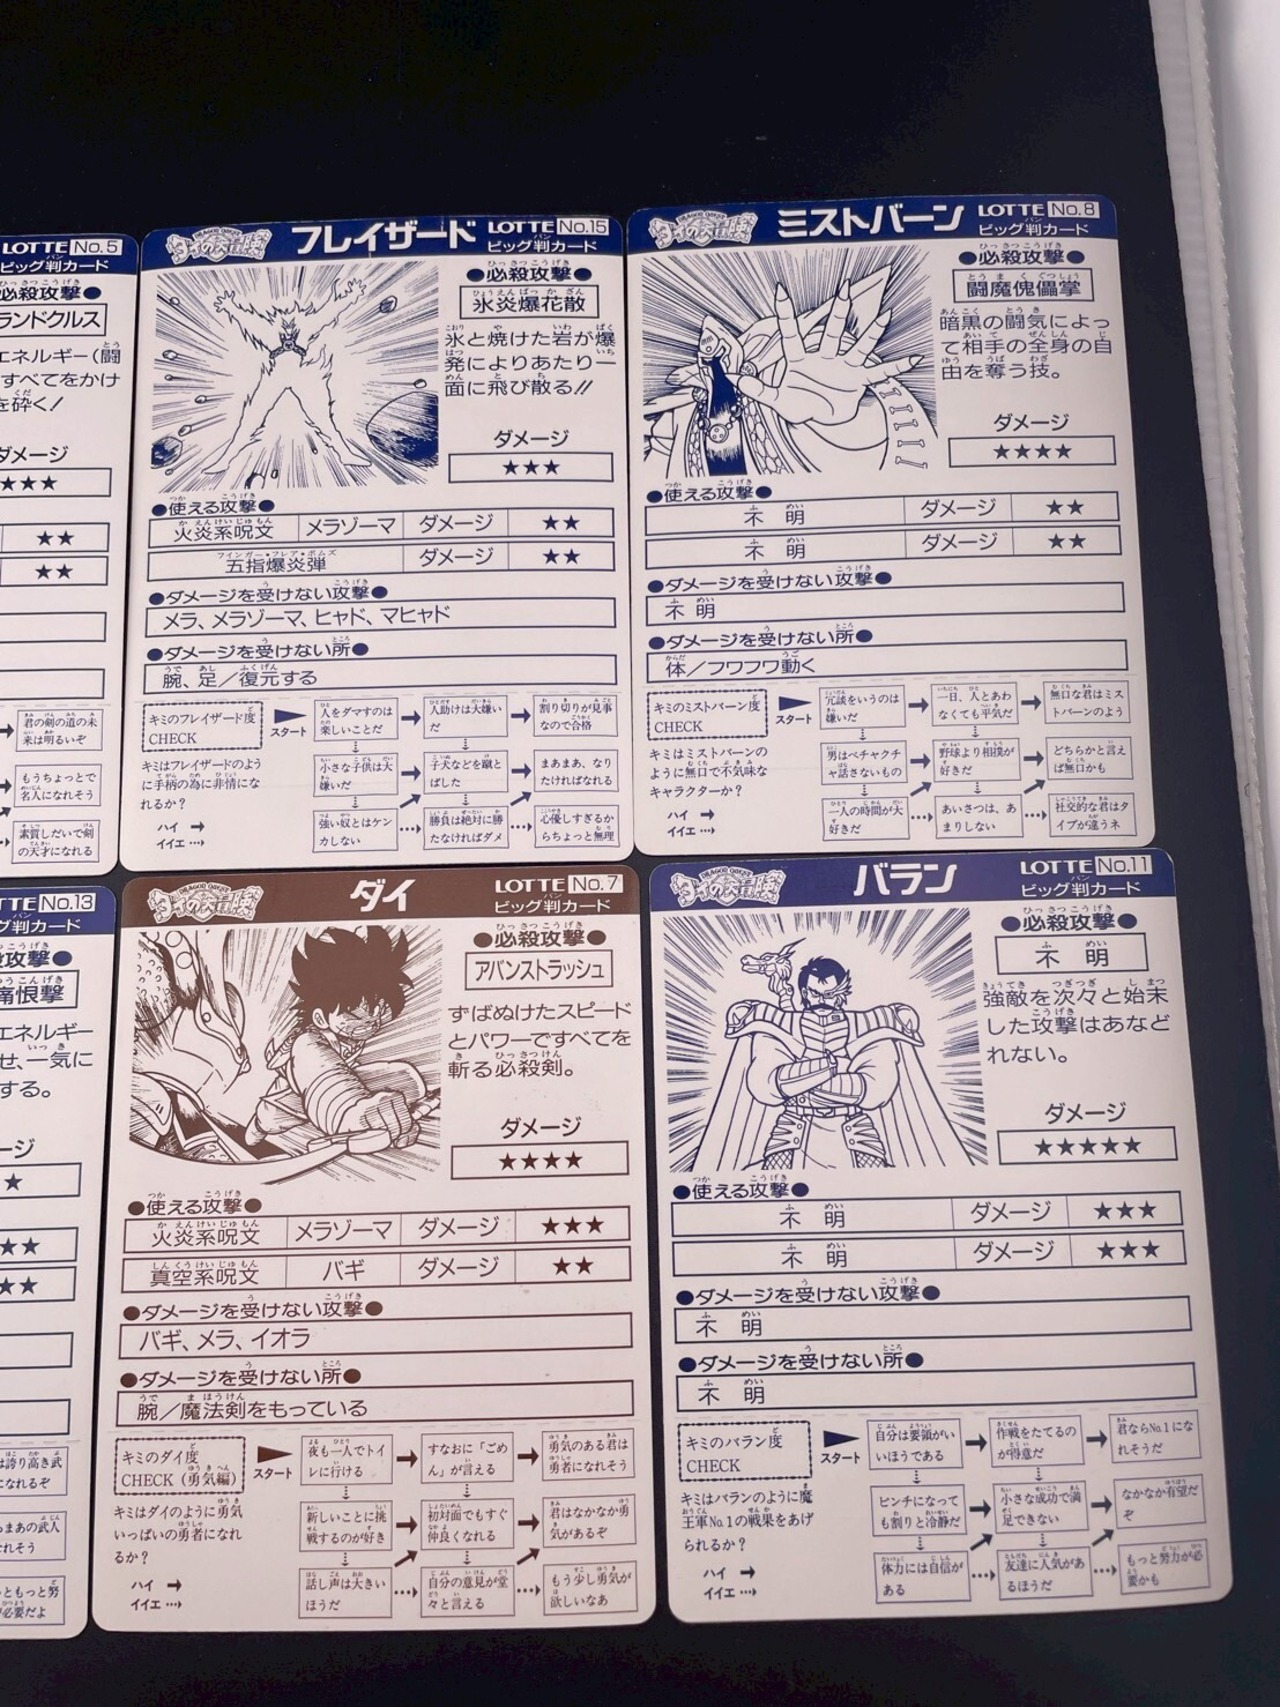 LOTTE No.5
ビッグ判カード
必殺攻撃●
ランドクルス
エネルギー(闘
すべてをかけ
を砕く!
ダメージ
★★★
★★
★★
君の剣の道の未
来は明るいぞ
もうちょっとで
名人になれそう
素質しだいで剣
の天才になれる
DRAGON QUEST
ダイの大冒険
フレイザード
LOTTE No.15
ビッグ判カード
●必殺攻撃●
氷炎爆花散
氷と焼けた岩が爆
発によりあたり一
面に飛び散る!!
ダメージ
★★★
●使える攻撃●
火炎系呪文 メラゾーマ ダメージ ★★
五指爆炎弾 ダメージ ★★
フィンガー・フレア・ボムズ
●ダメージを受けない攻撃●
メラ、メラゾーマ、ヒャド、マヒャド
●ダメージを受けない所●
腕、足/復元する
キミのフレイザード度
CHECK
キミはフレイザードのよう
に手柄の為に非情にな
れるか?
ハイ →
イイエ …→
スタート
人をダマすのは
楽しいことだ
人助けは大嫌い
だ
割り切りが見事
なので合格
小さな子供は大
嫌いだ
子犬などを蹴と
ばした
まあまあ、なり
たければなれる
強い奴とはケン
カしない
勝負は絶対に勝
たなければダメ
心優しすぎるか
らちょっと無理
DRAGON QUEST
ダイの大冒険
ミストバーン
LOTTE No.8
ビッグ判カード
●必殺攻撃●
闘魔傀儡掌
暗黒の闘気によっ
て相手の全身の自
由を奪う技。
ダメージ
★★★★
●使える攻撃●
不明 ダメージ ★★
不明 ダメージ ★★
●ダメージを受けない攻撃●
不明
●ダメージを受けない所●
体/フワフワ動く
キミのミストバーン度
CHECK
キミはミストバーンの
ように無口で不気味な
キャラクターか?
ハイ →
イイエ …→
スタート
冗談をいうのは
嫌いだ
一日、人とあわ
なくても平気だ
無口な君はミス
トバーンのよう
男はベチャクチ
ャ話さないもの
野球より相撲が
好きだ
どちらかと言え
ば無口かも
一人の時間が大
好きだ
あいさつは、あ
まりしない
社交的な君はタ
イプが違うネ
LOTTE No.13
ビッグ判カード
必殺攻撃●
痛恨撃
エネルギー
せ、一気に
する。
ダメージ
★
★★
★★
は誇り高き武
になれるぞ
まあの武人
れそう
ともっと努
必要だよ
DRAGON QUEST
ダイの大冒険
ダイ
LOTTE No.7
ビッグ判カード
●必殺攻撃●
アバンストラッシュ
ずばぬけたスピード
とパワーですべてを
斬る必殺剣。
ダメージ
★★★★
●使える攻撃●
火炎系呪文 メラゾーマ ダメージ ★★★
真空系呪文 バギ ダメージ ★★
●ダメージを受けない攻撃●
バギ、メラ、イオラ
●ダメージを受けない所●
腕/魔法剣をもっている
キミのダイ度
CHECK(勇気編)
キミはダイのように勇気
いっぱいの勇者になれ
るか?
ハイ →
イイエ …→
スタート
夜も一人でトイ
レに行ける
すなおに「ごめ
ん」が言える
勇気のある君は
勇者になれそう
新しいことに挑
戦するのが好き
初対面でもすぐ
仲良くなれる
君はなかなか勇
気があるぞ
話し声は大きい
ほうだ
自分の意見が堂
々と言える
もう少し勇気が
欲しいなあ
DRAGON QUEST
ダイの大冒険
バラン
LOTTE No.11
ビッグ判カード
●必殺攻撃●
不明
強敵を次々と始末
した攻撃はあなど
れない。
ダメージ
★★★★★
●使える攻撃●
不明 ダメージ ★★★
不明 ダメージ ★★★
●ダメージを受けない攻撃●
不明
●ダメージを受けない所●
不明
キミのバラン度
CHECK
キミはバランのように魔
王軍No.1の戦果をあげ
られるか?
ハイ →
イイエ …→
スタート
自分は要領がい
いほうである
作戦をたてるの
が得意だ
君ならNo.1にな
れそうだ
ピンチになって
も割りと冷静だ
小さな成功で満
足できない
なかなか有望だ
ぞ
体力には自信が
ある
友達に人気があ
るほうだ
もっと努力が必
要かも